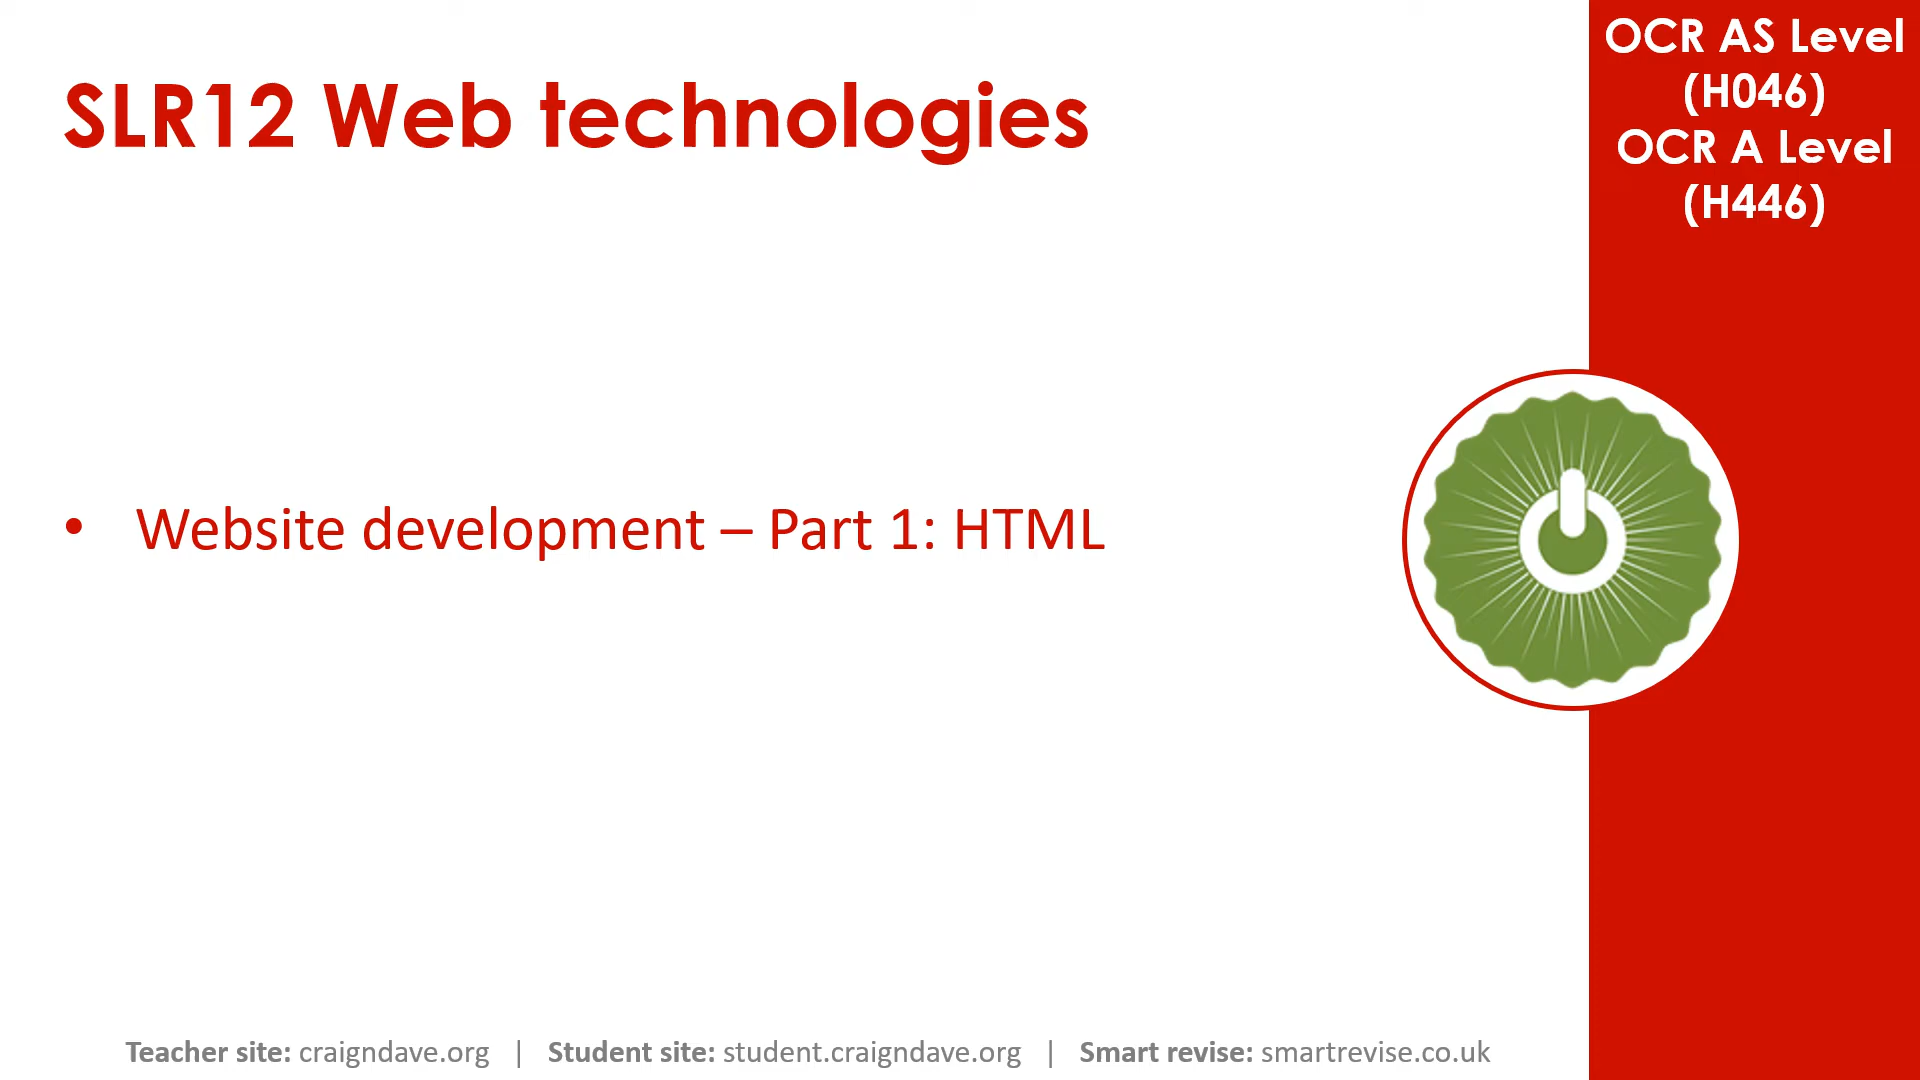 SLR12 Web technologies
OCR AS Level
(H046)
OCR A Level
(H446)
• Website development – Part 1: HTML
Teacher site: craigndave.org | Student site: student.craigndave.org | Smart revise: smartrevise.co.uk